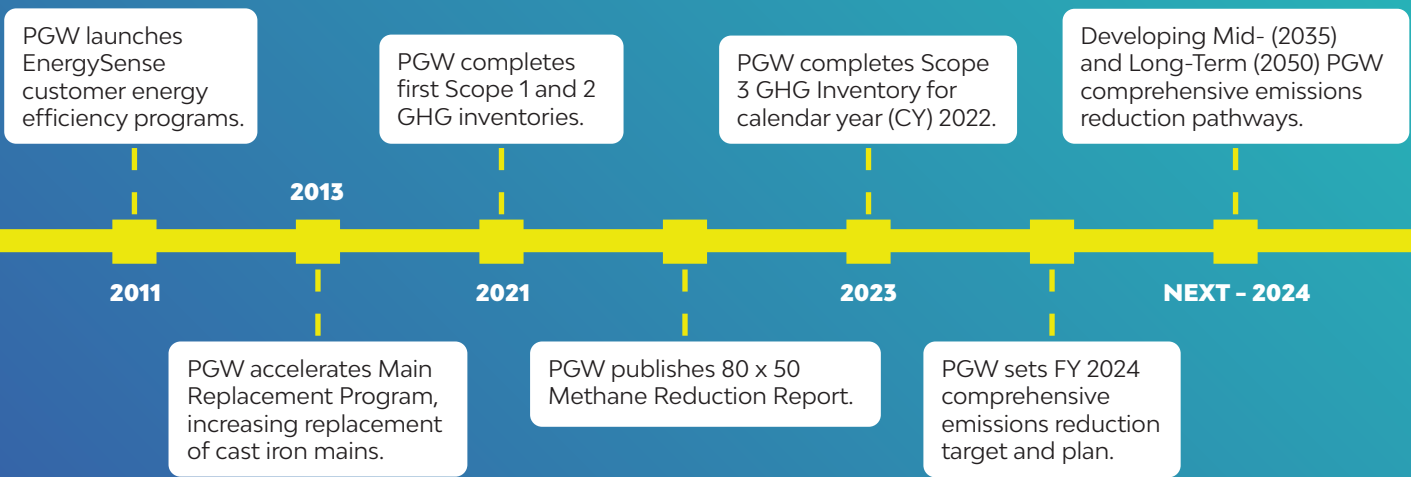 PGW launches
EnergySense
customer energy
efficiency programs.
2011
2013
PGW accelerates Main
Replacement Program,
increasing replacement
of cast iron mains.
PGW completes
first Scope 1 and 2
GHG inventories.
2021
PGW publishes 80 x 50
Methane Reduction Report.
PGW completes Scope
3 GHG Inventory for
calendar year (CY) 2022.
2023
PGW sets FY 2024
comprehensive
emissions reduction
target and plan.
Developing Mid- (2035)
and Long-Term (2050) PGW
comprehensive emissions
reduction pathways.
NEXT – 2024